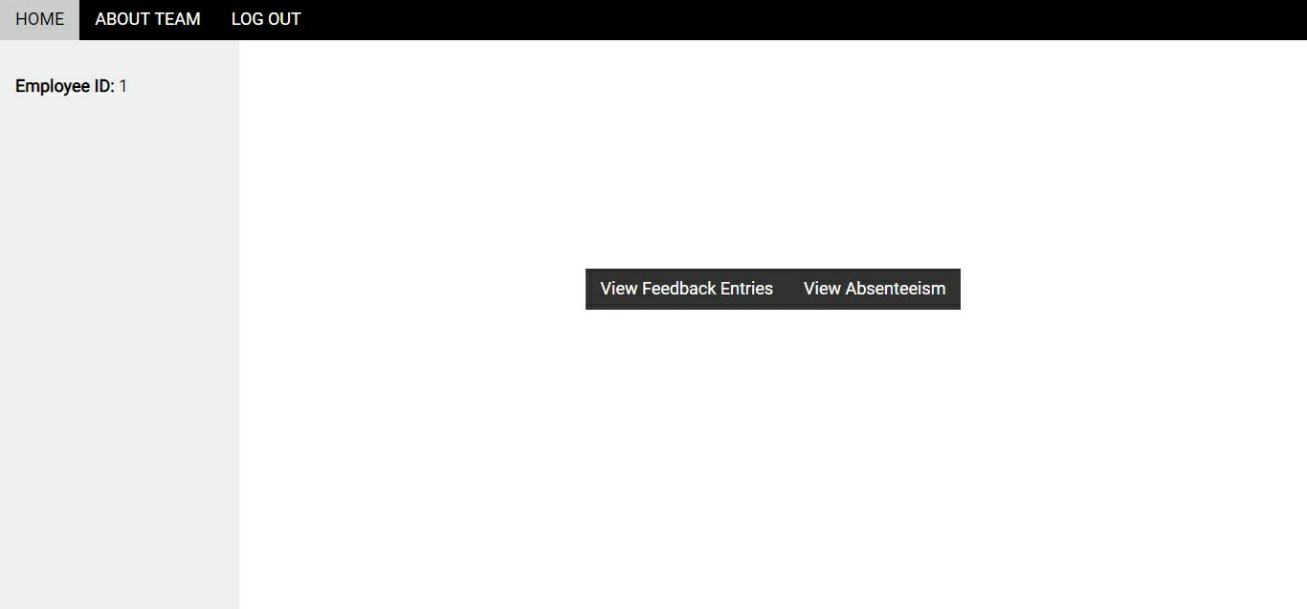 HOME ABOUT TEAM LOG OUT
Employee ID: 1
View Feedback Entries View Absenteeism